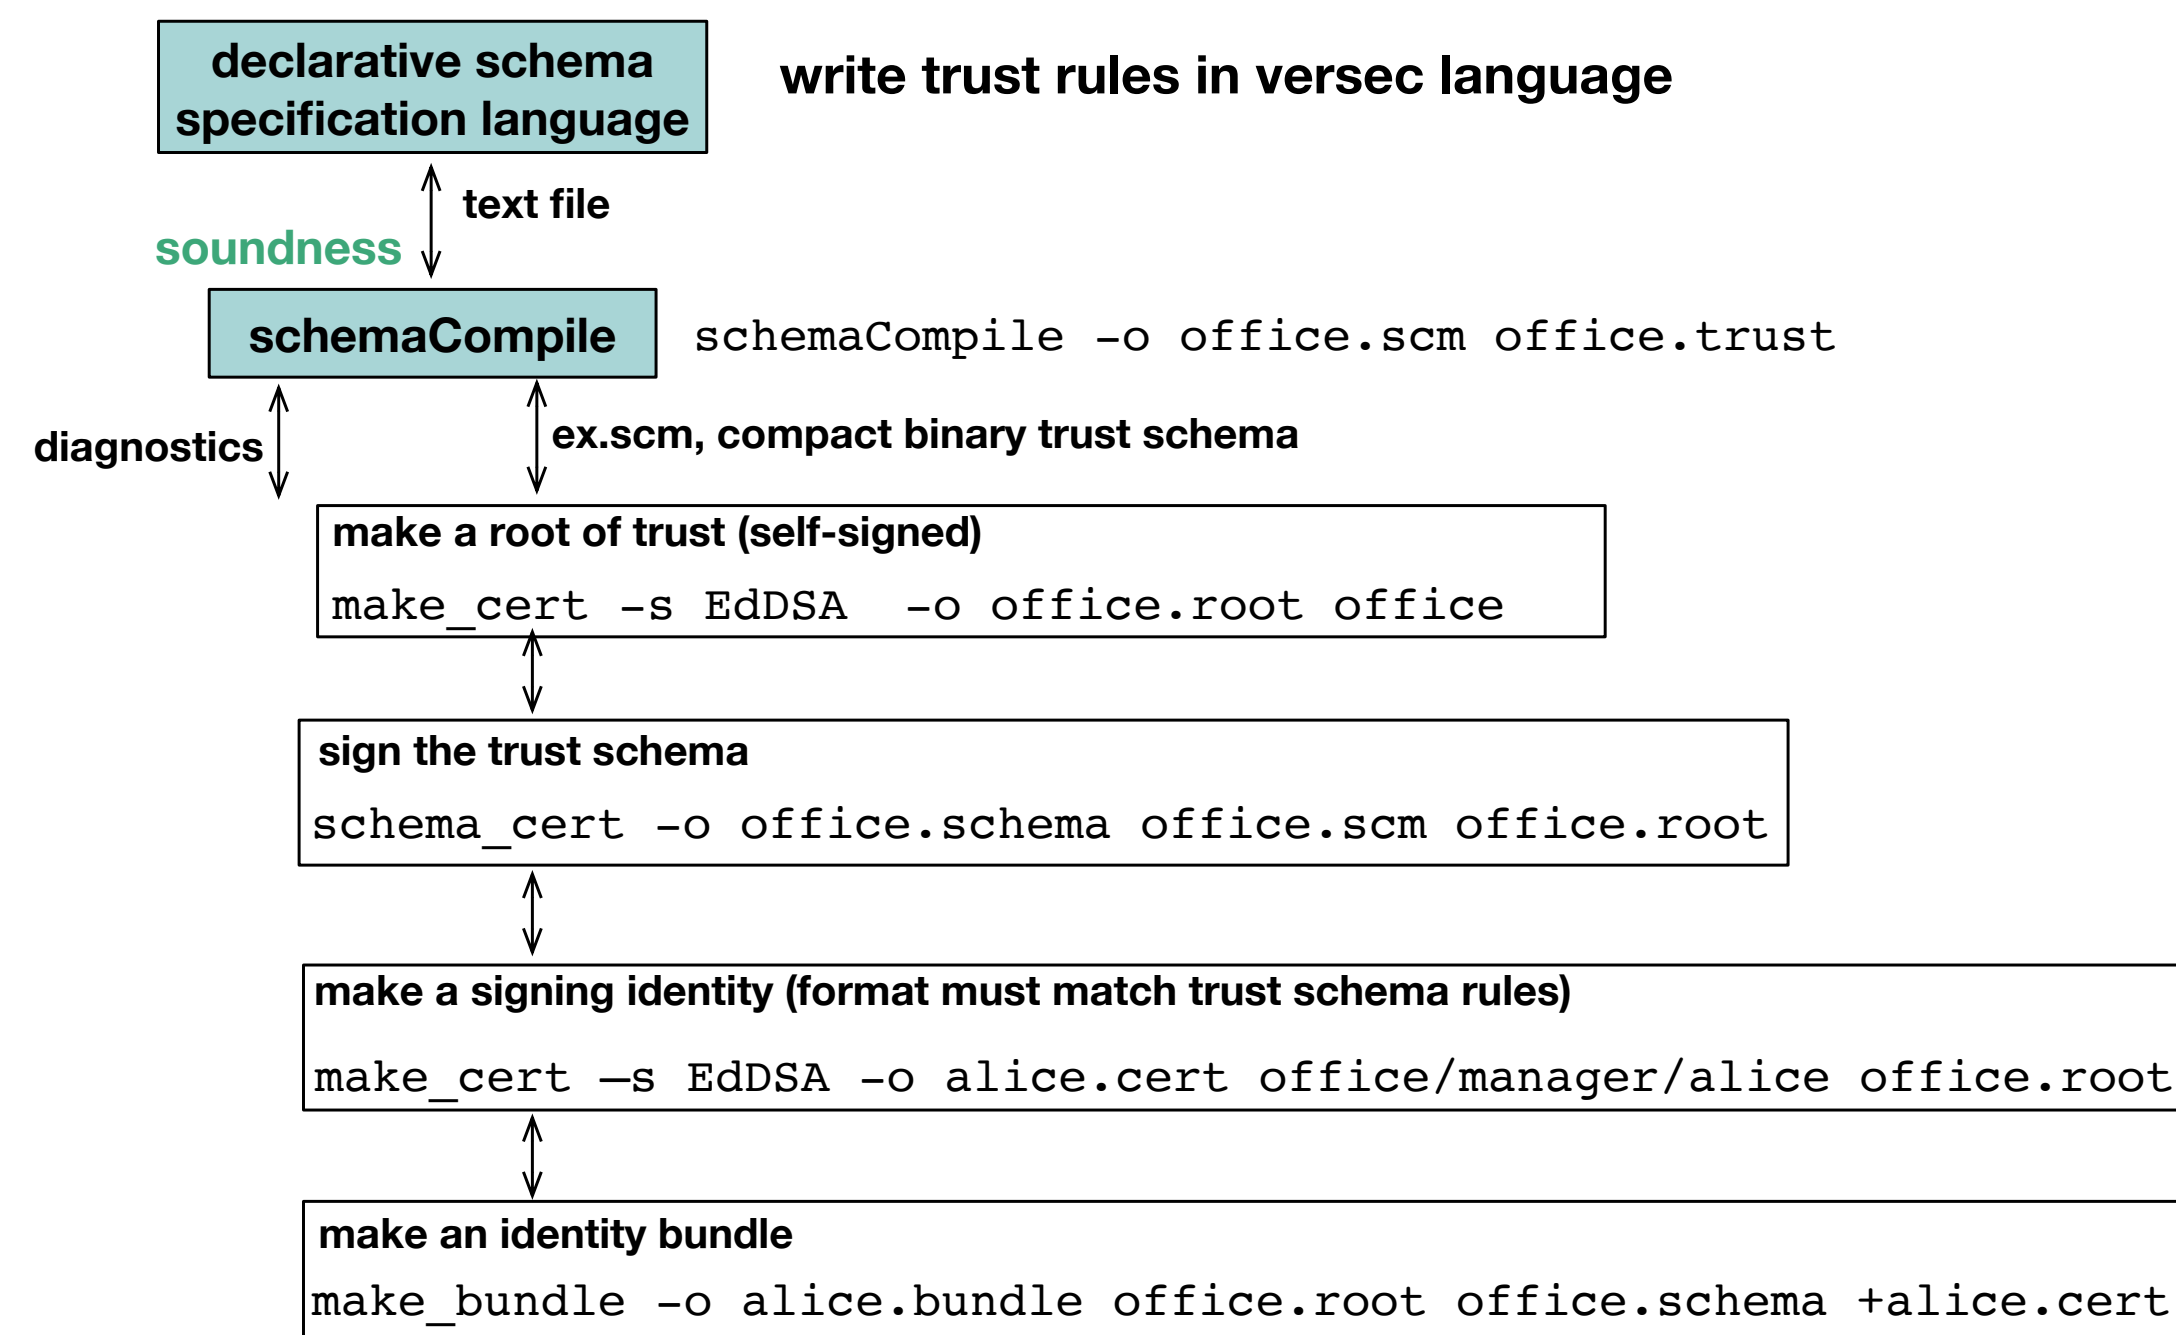 declarative schema
specification language
write trust rules in versec language
text file
soundness
schemaCompile
schemaCompile -o office.scm office.trust
diagnostics
ex.scm, compact binary trust schema
make a root of trust (self-signed)
make_cert -s EdDSA  -o office.root office
sign the trust schema
schema_cert -o office.schema office.scm office.root
make a signing identity (format must match trust schema rules)
make_cert —s EdDSA -o alice.cert office/manager/alice office.root
make an identity bundle
make_bundle -o alice.bundle office.root office.schema +alice.cert